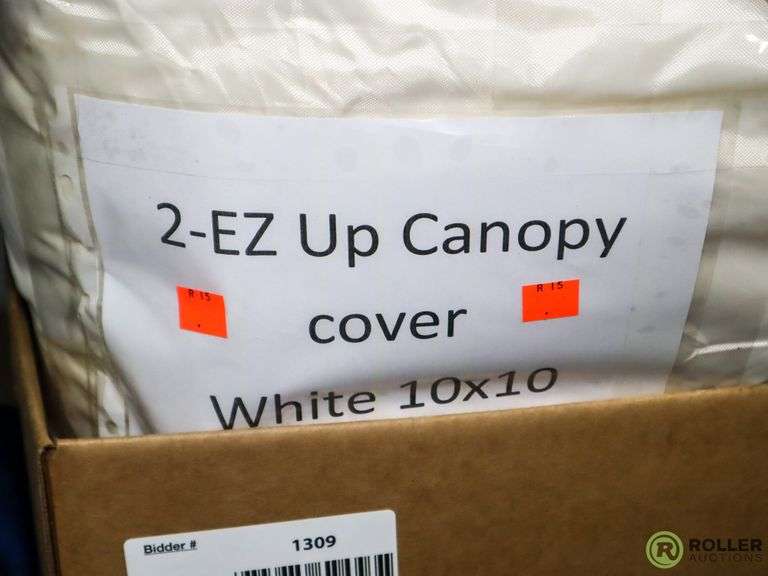 2-EZ Up Canopy
R 15
R 15
cover
White 10x10
Bidder # 1309
R ROLLER
AUCTIONS